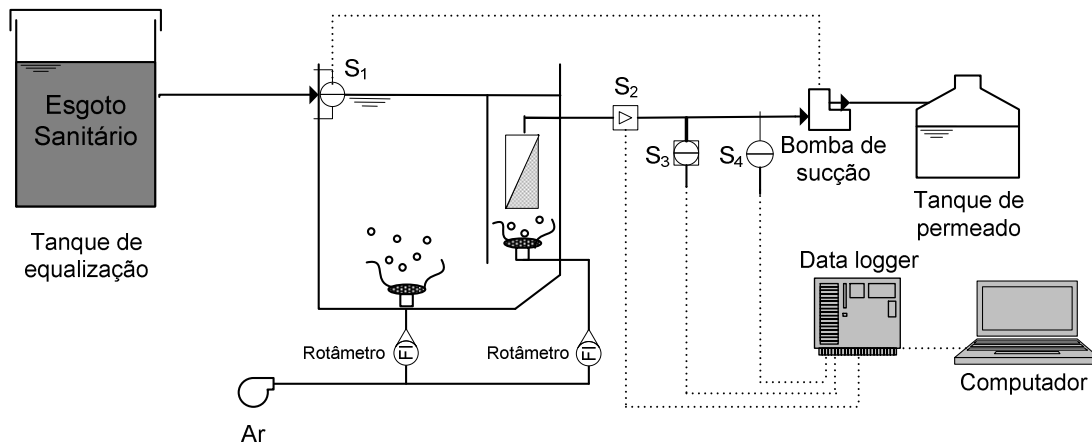 Esgoto
Sanitário
Tanque de
equalização
S1
S2
S3
S4
Bomba de
sucção
Tanque de
permeado
Data logger
Computador
Rotâmetro
FI
Rotâmetro
FI
Ar